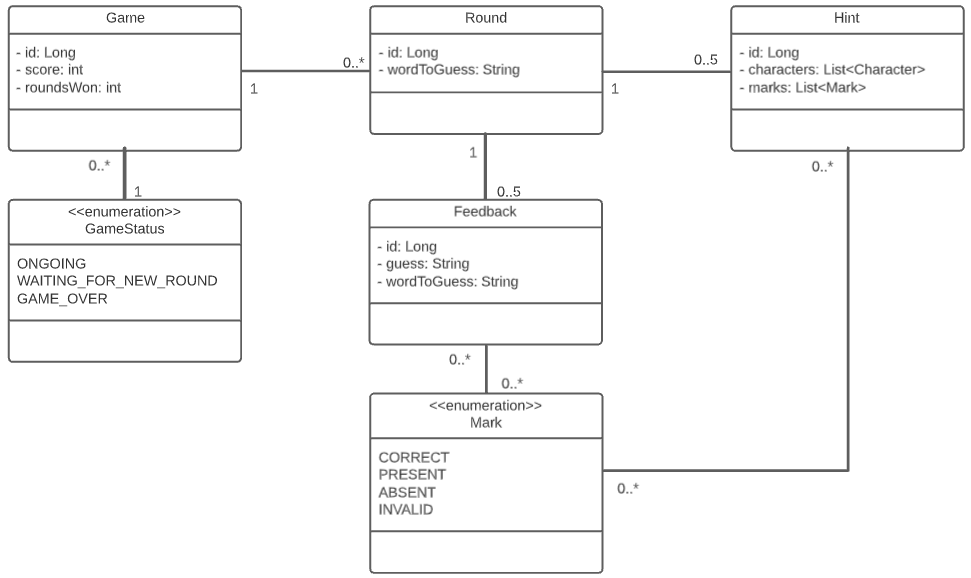 Game
- id: Long
- score: int
- roundsWon: int
0..*
1
Round
- id: Long
- wordToGuess: String
0..5
1
Hint
- id: Long
- characters: List<Character>
- marks: List<Mark>
0..*
1
<<enumeration>>
GameStatus
ONGOING
WAITING_FOR_NEW_ROUND
GAME_OVER
1
0..5
Feedback
- id: Long
- guess: String
- wordToGuess: String
0..*
0..*
<<enumeration>>
Mark
CORRECT
PRESENT
ABSENT
INVALID
0..*
0..*